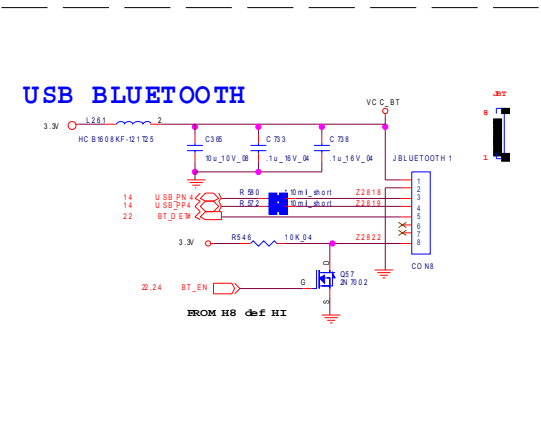 USB BLUETOOTH
VCC_BT
JBT
L261 2
3.3V
HCB1608KF-121T25
8
C365 C733 C738
10u_10V_08 .1u_16V_04 .1u_16V_04
JBLUETOOTH1
1
14 USB_PN4 R580 10mil_short Z2818
14 USB_PP4 R572 10mil_short Z2819
22 BT_DET#
1
2
3
4
5
6
7
8
3.3V R546 10K_04 Z2822
CON8
D
Q57
G 2N7002
S
22,24 BT_EN
FROM H8 def HI